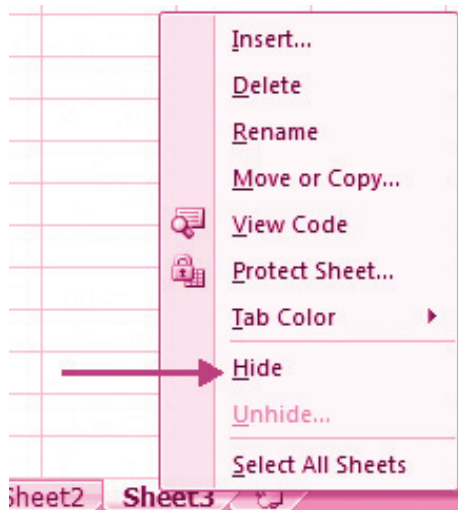 Insert...
Delete
Rename
Move or Copy...
View Code
Protect Sheet...
Tab Color
Hide
Unhide...
Select All Sheets
Sheet2 Sheet3